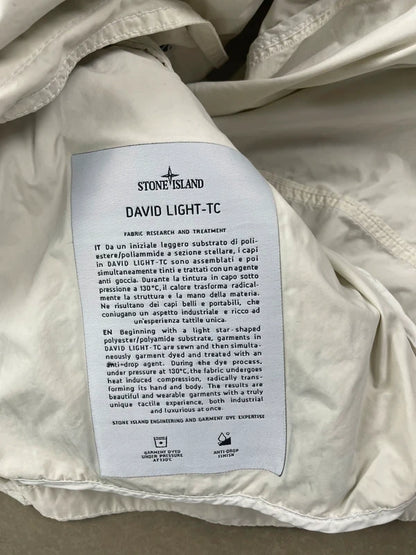 STONE ISLAND
DAVID LIGHT-TC
FABRIC RESEARCH AND TREATMENT
IT Da un iniziale leggero substrato di poli-
estere/poliammide a sezione stellare, i capi
in DAVID LIGHT-TC sono assemblati e poi
simultaneamente tinti e trattati con un agente
anti goccia. Durante la tintura in capo sotto
pressione a 130°C, il calore trasforma radical-
mente la struttura e la mano della materia.
Ne risultano dei capi belli e portabili, che
coniugano un aspetto industriale e ricco ad
un'esperienza tattile unica.
EN Beginning with a light star-shaped
polyester/polyamide substrate, garments in
DAVID LIGHT-TC are sewn and then simulta-
neously garment dyed and treated with an
anti-drop agent. During the dye process,
under pressure at 130°C, the fabric undergoes
heat induced compression, radically trans-
forming its hand and body. The results are
beautiful and wearable garments with a truly
unique tactile experience, both industrial
and luxurious at once.
STONE ISLAND ENGINEERING AND GARMENT DYE EXPERTISE
GARMENT DYED
UNDER PRESSURE
AT 130°C
ANTI DROP
FINISH